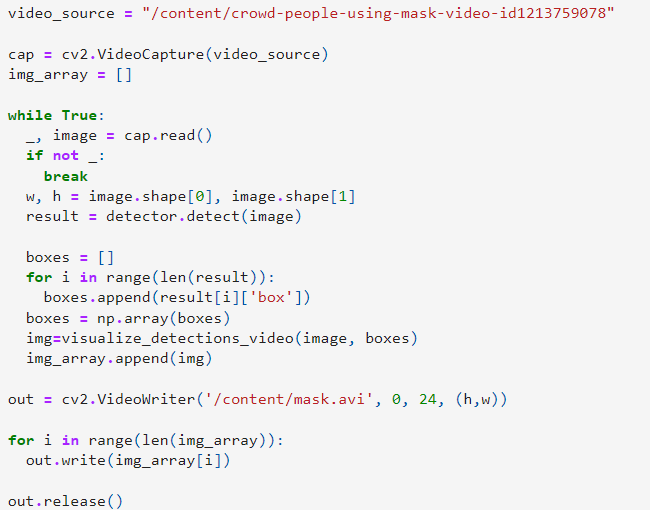 video_source = "/content/crowd-people-using-mask-video-id1213759078"
cap = cv2.VideoCapture(video_source)
img_array = []
while True:
  _, image = cap.read()
  if not _:
    break
  w, h = image.shape[0], image.shape[1]
  result = detector.detect(image)
  boxes = []
  for i in range(len(result)):
    boxes.append(result[i]['box'])
  boxes = np.array(boxes)
  img=visualize_detections_video(image, boxes)
  img_array.append(img)
out = cv2.VideoWriter('/content/mask.avi', 0, 24, (h,w))
for i in range(len(img_array)):
  out.write(img_array[i])
out.release()